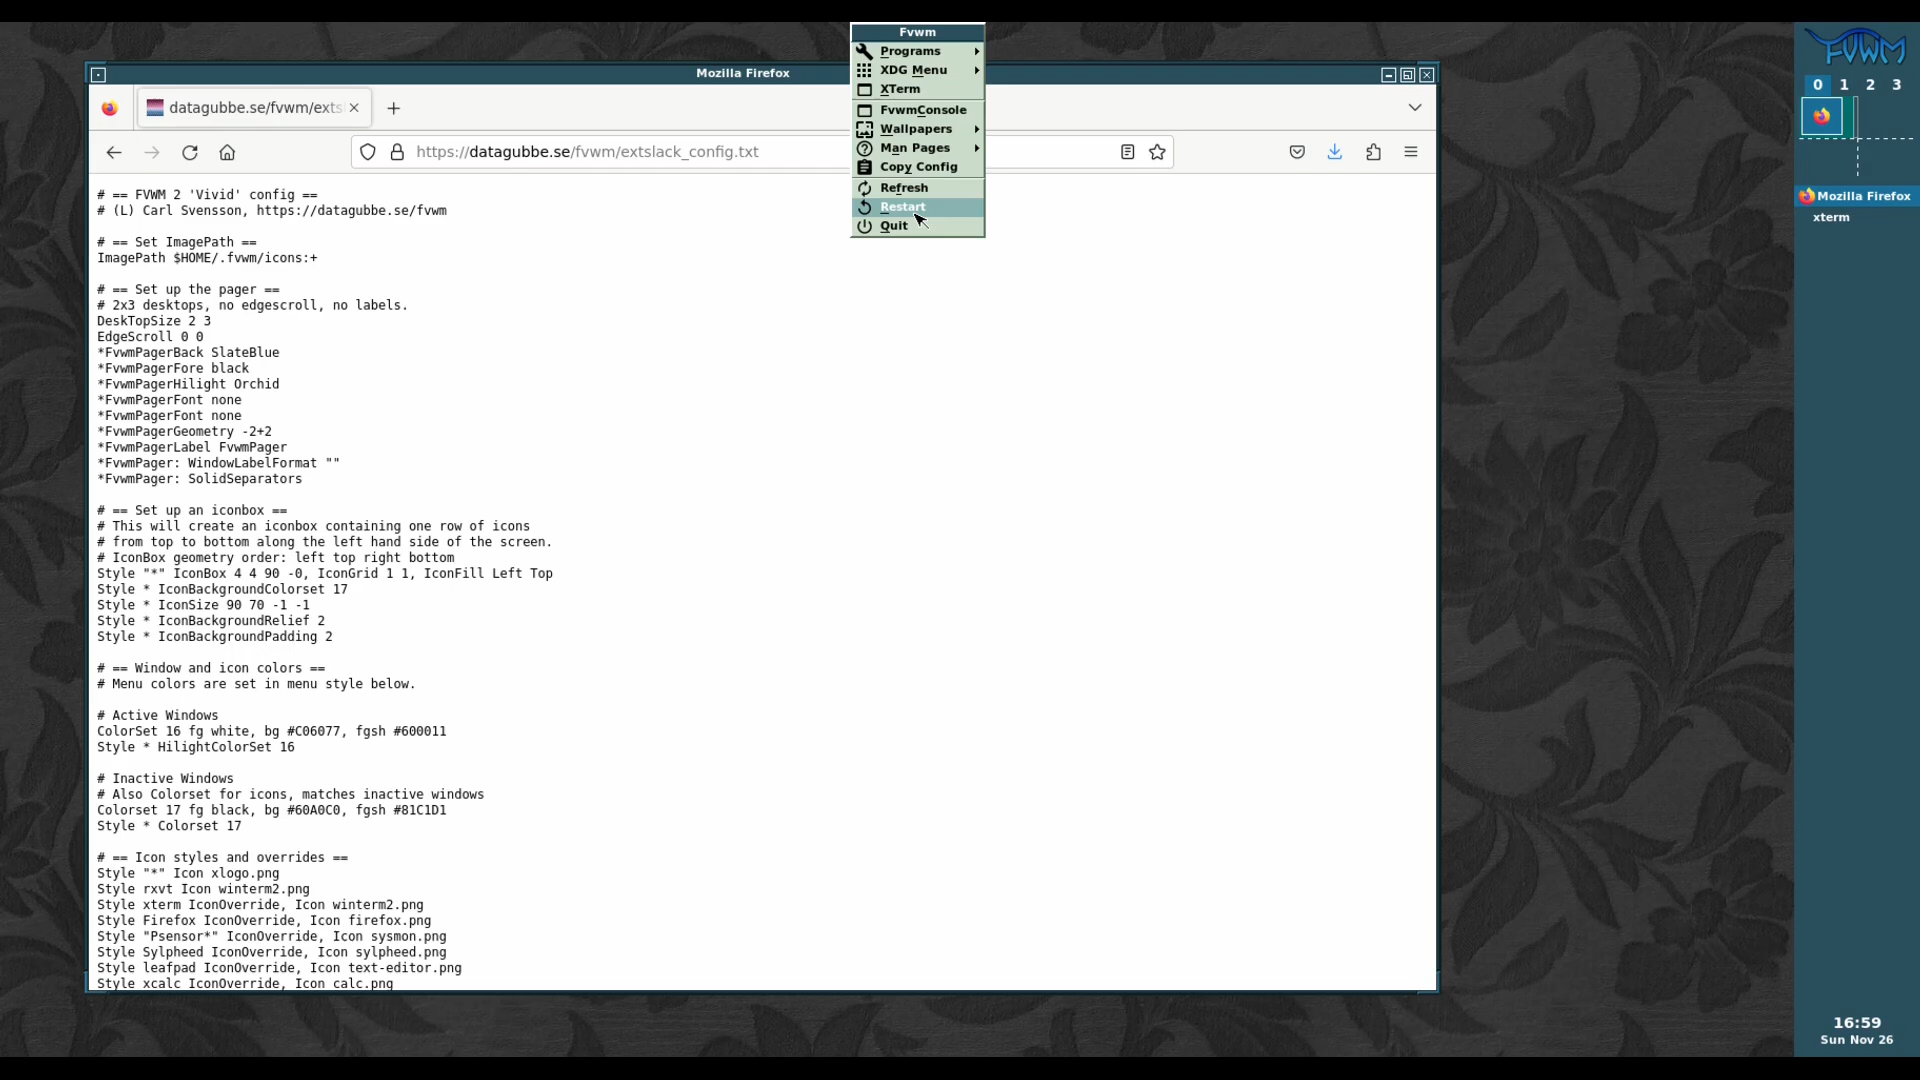 Fvwm
Programs
XDG Menu
XTerm
FvwmConsole
Wallpapers
Man Pages
Copy Config
Refresh
Restart
Quit
Mozilla Firefox
datagubbe.se/fvwm/exts
https://datagubbe.se/fvwm/extslack_config.txt
# == FVWM 2 'Vivid' config ==
# (L) Carl Svensson, https://datagubbe.se/fvwm
# == Set ImagePath ==
ImagePath $HOME/.fvwm/icons:+
# == Set up the pager ==
# 2x3 desktops, no edgescroll, no labels.
DeskTopSize 2 3
EdgeScroll 0 0
*FvwmPagerBack SlateBlue
*FvwmPagerFore black
*FvwmPagerHilight Orchid
*FvwmPagerFont none
*FvwmPagerFont none
*FvwmPagerGeometry -2+2
*FvwmPagerLabel FvwmPager
*FvwmPager: WindowLabelFormat ""
*FvwmPager: SolidSeparators
# == Set up an iconbox ==
# This will create an iconbox containing one row of icons
# from top to bottom along the left hand side of the screen.
# IconBox geometry order: left top right bottom
Style "*" IconBox 4 4 90 -0, IconGrid 1 1, IconFill Left Top
Style * IconBackgroundColorset 17
Style * IconSize 90 70 -1 -1
Style * IconBackgroundRelief 2
Style * IconBackgroundPadding 2
# == Window and icon colors ==
# Menu colors are set in menu style below.
# Active Windows
ColorSet 16 fg white, bg #C06077, fgsh #600011
Style * HilightColorSet 16
# Inactive Windows
# Also Colorset for icons, matches inactive windows
Colorset 17 fg black, bg #60A0C0, fgsh #81C1D1
Style * Colorset 17
# == Icon styles and overrides ==
Style "*" Icon xlogo.png
Style rxvt Icon winterm2.png
Style xterm IconOverride, Icon winterm2.png
Style Firefox IconOverride, Icon firefox.png
Style "Psensor*" IconOverride, Icon sysmon.png
Style Sylpheed IconOverride, Icon sylpheed.png
Style leafpad IconOverride, Icon text-editor.png
Style xcalc IconOverride, Icon calc.png
FVWM
0 1 2 3
Mozilla Firefox
xterm
16:59
Sun Nov 26